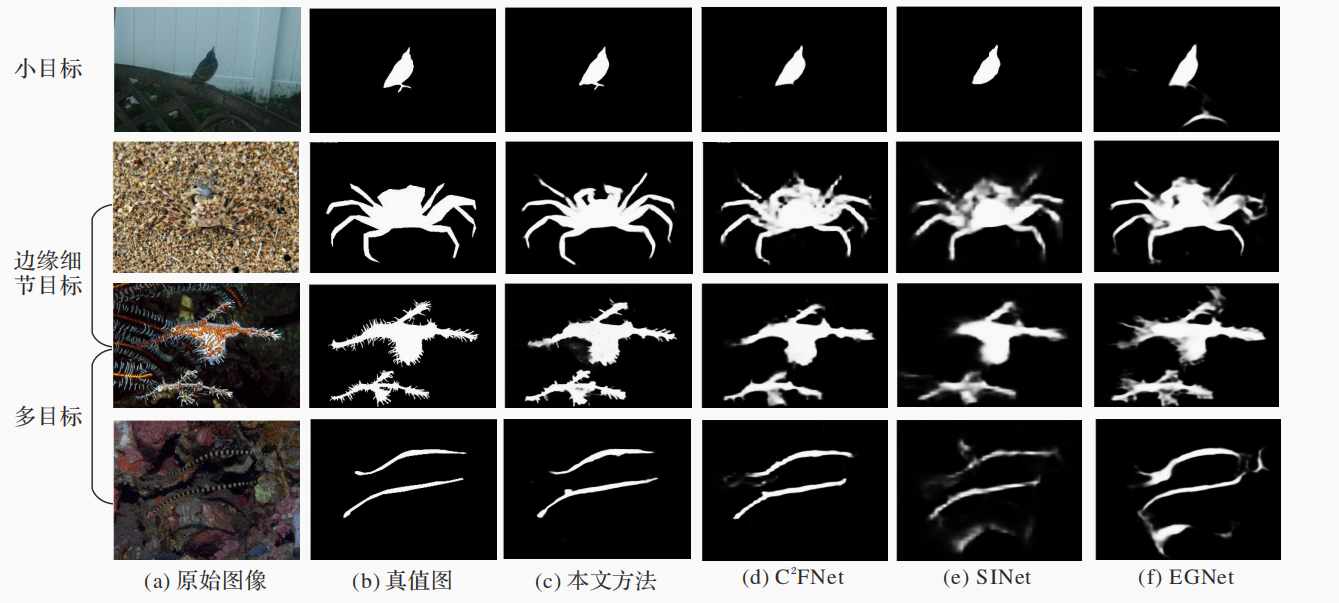 小目标
边缘细
节目标
多目标
(a) 原始图像
(b) 真值图
(c) 本文方法
(d) C²FNet
(e) SINet
(f) EGNet